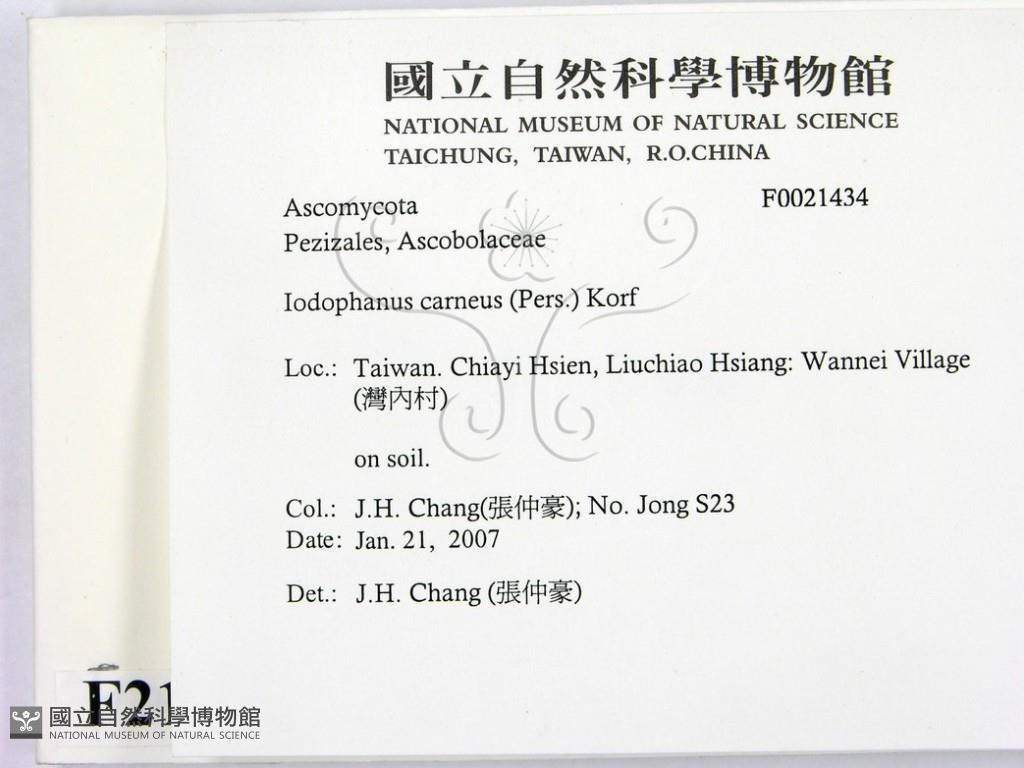 國立自然科學博物館
NATIONAL MUSEUM OF NATURAL SCIENCE
TAICHUNG, TAIWAN, R.O.CHINA
Ascomycota F0021434
Pezizales, Ascobolaceae
Iodophanus carneus (Pers.) Korf
Loc.: Taiwan. Chiayi Hsien, Liuchiao Hsiang: Wannei Village
(灣內村)
on soil.
Col.: J.H. Chang(張仲豪); No. Jong S23
Date: Jan. 21, 2007
Det.: J.H. Chang (張仲豪)
F21
國立自然科學博物館
NATIONAL MUSEUM OF NATURAL SCIENCE